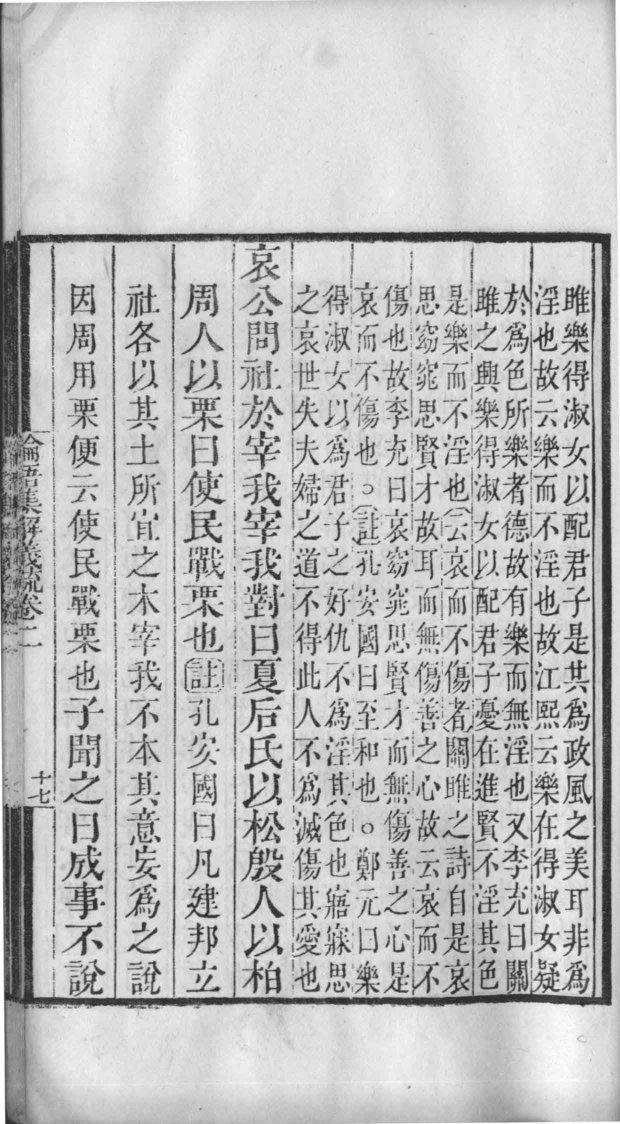 雎樂得淑女以配君子是其為政風之美耳非為
淫也故云樂而不淫也故江熙云樂在得淑女疑
於為色所樂者德故有樂而無淫也又李充曰關
雎之興樂得淑女以配君子憂在進賢不淫其色
是樂而不淫也云哀而不傷者關雎之詩自是哀
思窈窕思賢才故耳而無傷善之心故云哀而不
傷也故李充曰哀窈窕思賢才而無傷善之心是
哀而不傷也○註孔安國曰至和也○鄭元曰樂
得淑女以為君子之好仇不為淫其色也寤寐思
之哀世失夫婦之道不得此人不為滅傷其愛也
哀公問社於宰我宰我對曰夏后氏以松殷人以柏
周人以栗曰使民戰栗也註孔安國曰凡建邦立
社各以其土所宜之木宰我不本其意妄為之說
因周用栗便云使民戰栗也子聞之曰成事不說
論語集解義疏卷二
十七